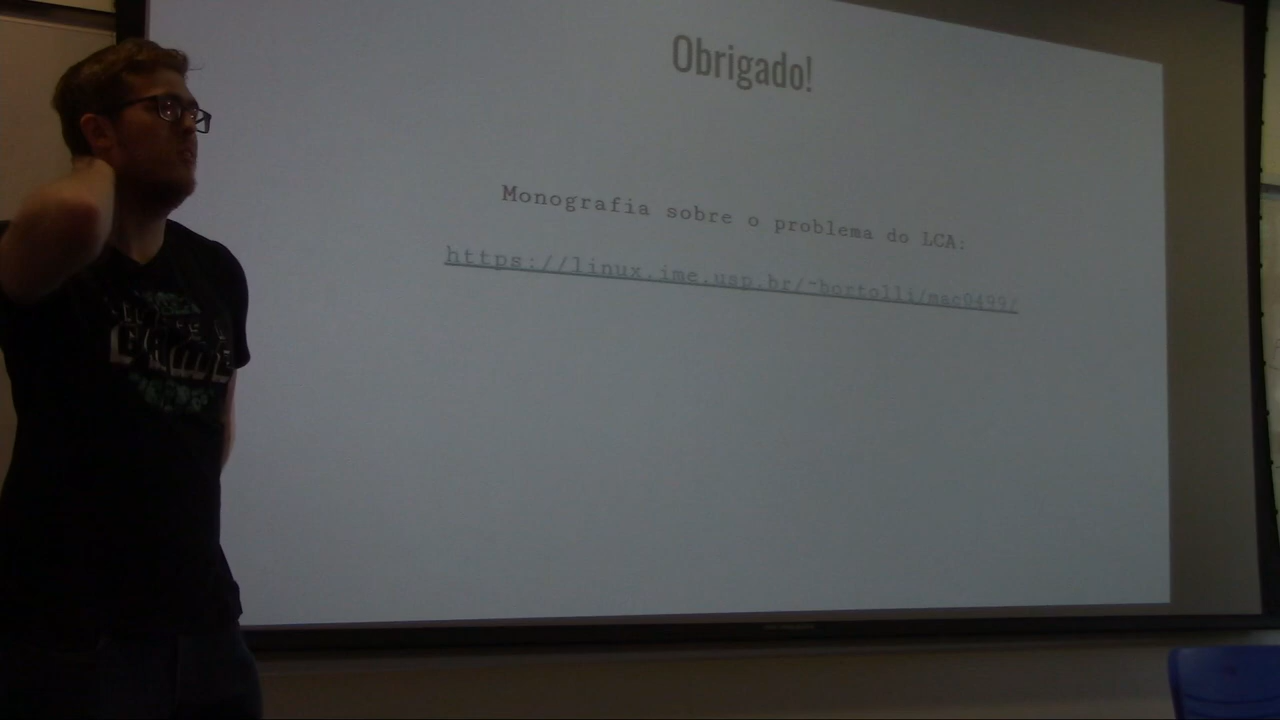 Obrigado!
Monografia sobre o problema do LCA:
https://linux.ime.usp.br/~bortolli/mac0499/